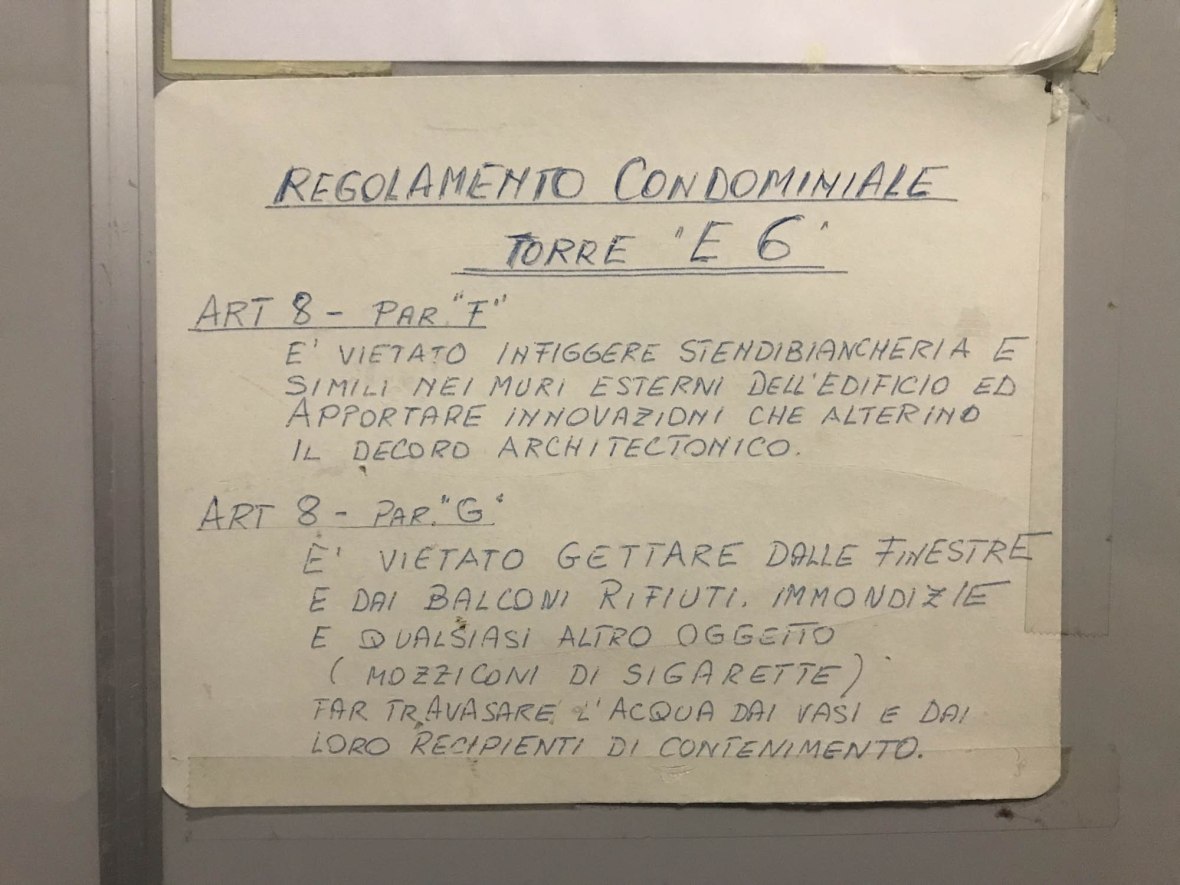 REGOLAMENTO CONDOMINIALE
TORRE "E 6"
ART 8 - PAR. "F"
E' VIETATO INFIGGERE STENDIBIANCHERIA E
SIMILI NEI MURI ESTERNI DELL'EDIFICIO ED
APPORTARE INNOVAZIONI CHE ALTERINO
IL DECORO ARCHITECTONICO.
ART 8 - PAR. "G"
E' VIETATO GETTARE DALLE FINESTRE
E DAI BALCONI RIFIUTI. IMMONDIZIE
E QUALSIASI ALTRO OGGETTO
( MOZZICONI DI SIGARETTE )
FAR TRAVASARE L'ACQUA DAI VASI E DAI
LORO RECIPIENTI DI CONTENIMENTO.